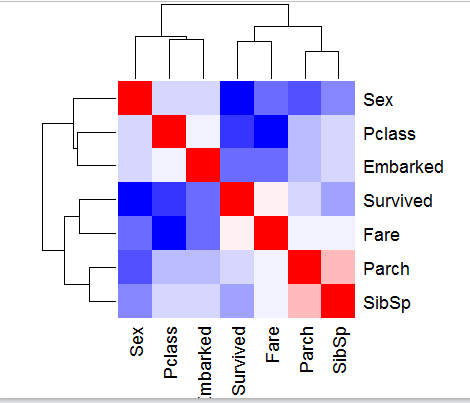 Sex
Pclass
Embarked
Survived
Fare
Parch
SibSp
Sex
Pclass
mbarked
Survived
Fare
Parch
SibSp